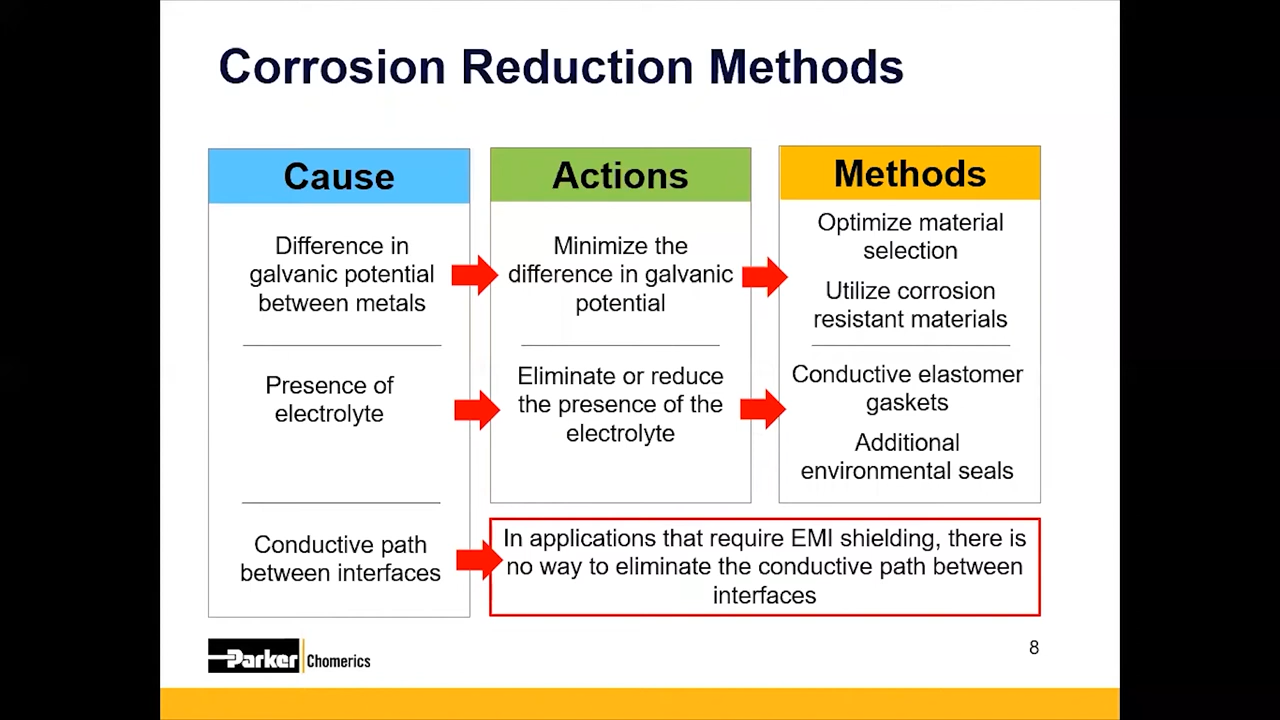 Corrosion Reduction Methods
Cause
Difference in
galvanic potential
between metals
Presence of
electrolyte
Conductive path
between interfaces
Actions
Minimize the
difference in galvanic
potential
Eliminate or reduce
the presence of the
electrolyte
Methods
Optimize material
selection
Utilize corrosion
resistant materials
Conductive elastomer
gaskets
Additional
environmental seals
In applications that require EMI shielding, there is
no way to eliminate the conductive path between
interfaces
Parker Chomerics
8